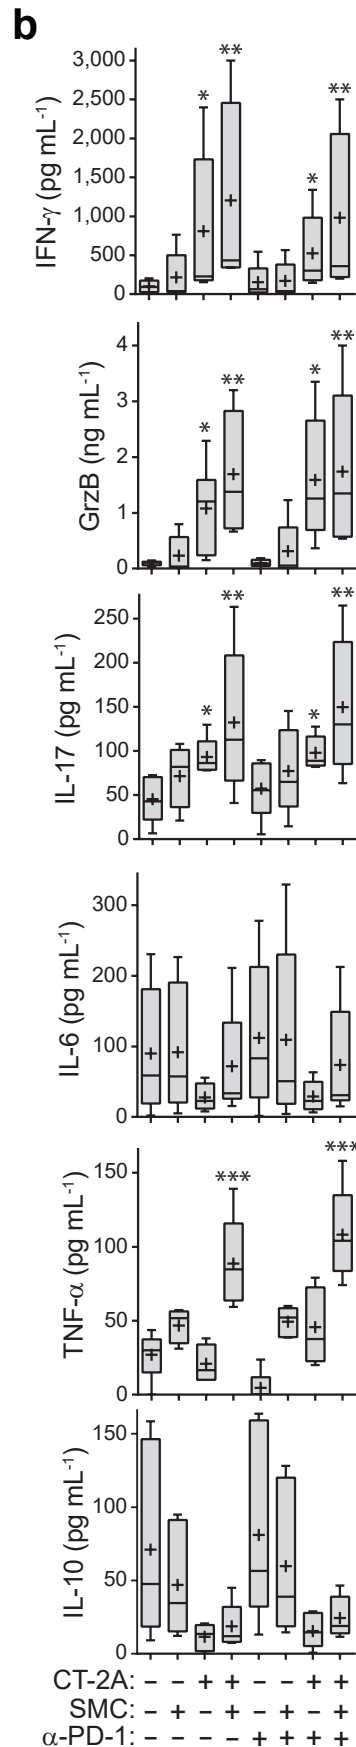 b
IFN-γ (pg mL⁻¹)
3,000
2,500
2,000
1,500
1,000
500
0
* ** * **
GrzB (ng mL⁻¹)
4
3
2
1
0
* ** * **
IL-17 (pg mL⁻¹)
250
200
150
100
50
0
* ** * **
IL-6 (pg mL⁻¹)
300
200
100
0
TNF-α (pg mL⁻¹)
150
100
50
0
*** ***
IL-10 (pg mL⁻¹)
150
100
50
0
CT-2A: – – + + – – + +
SMC: – + – + – + – +
α-PD-1: – – – – + + + +